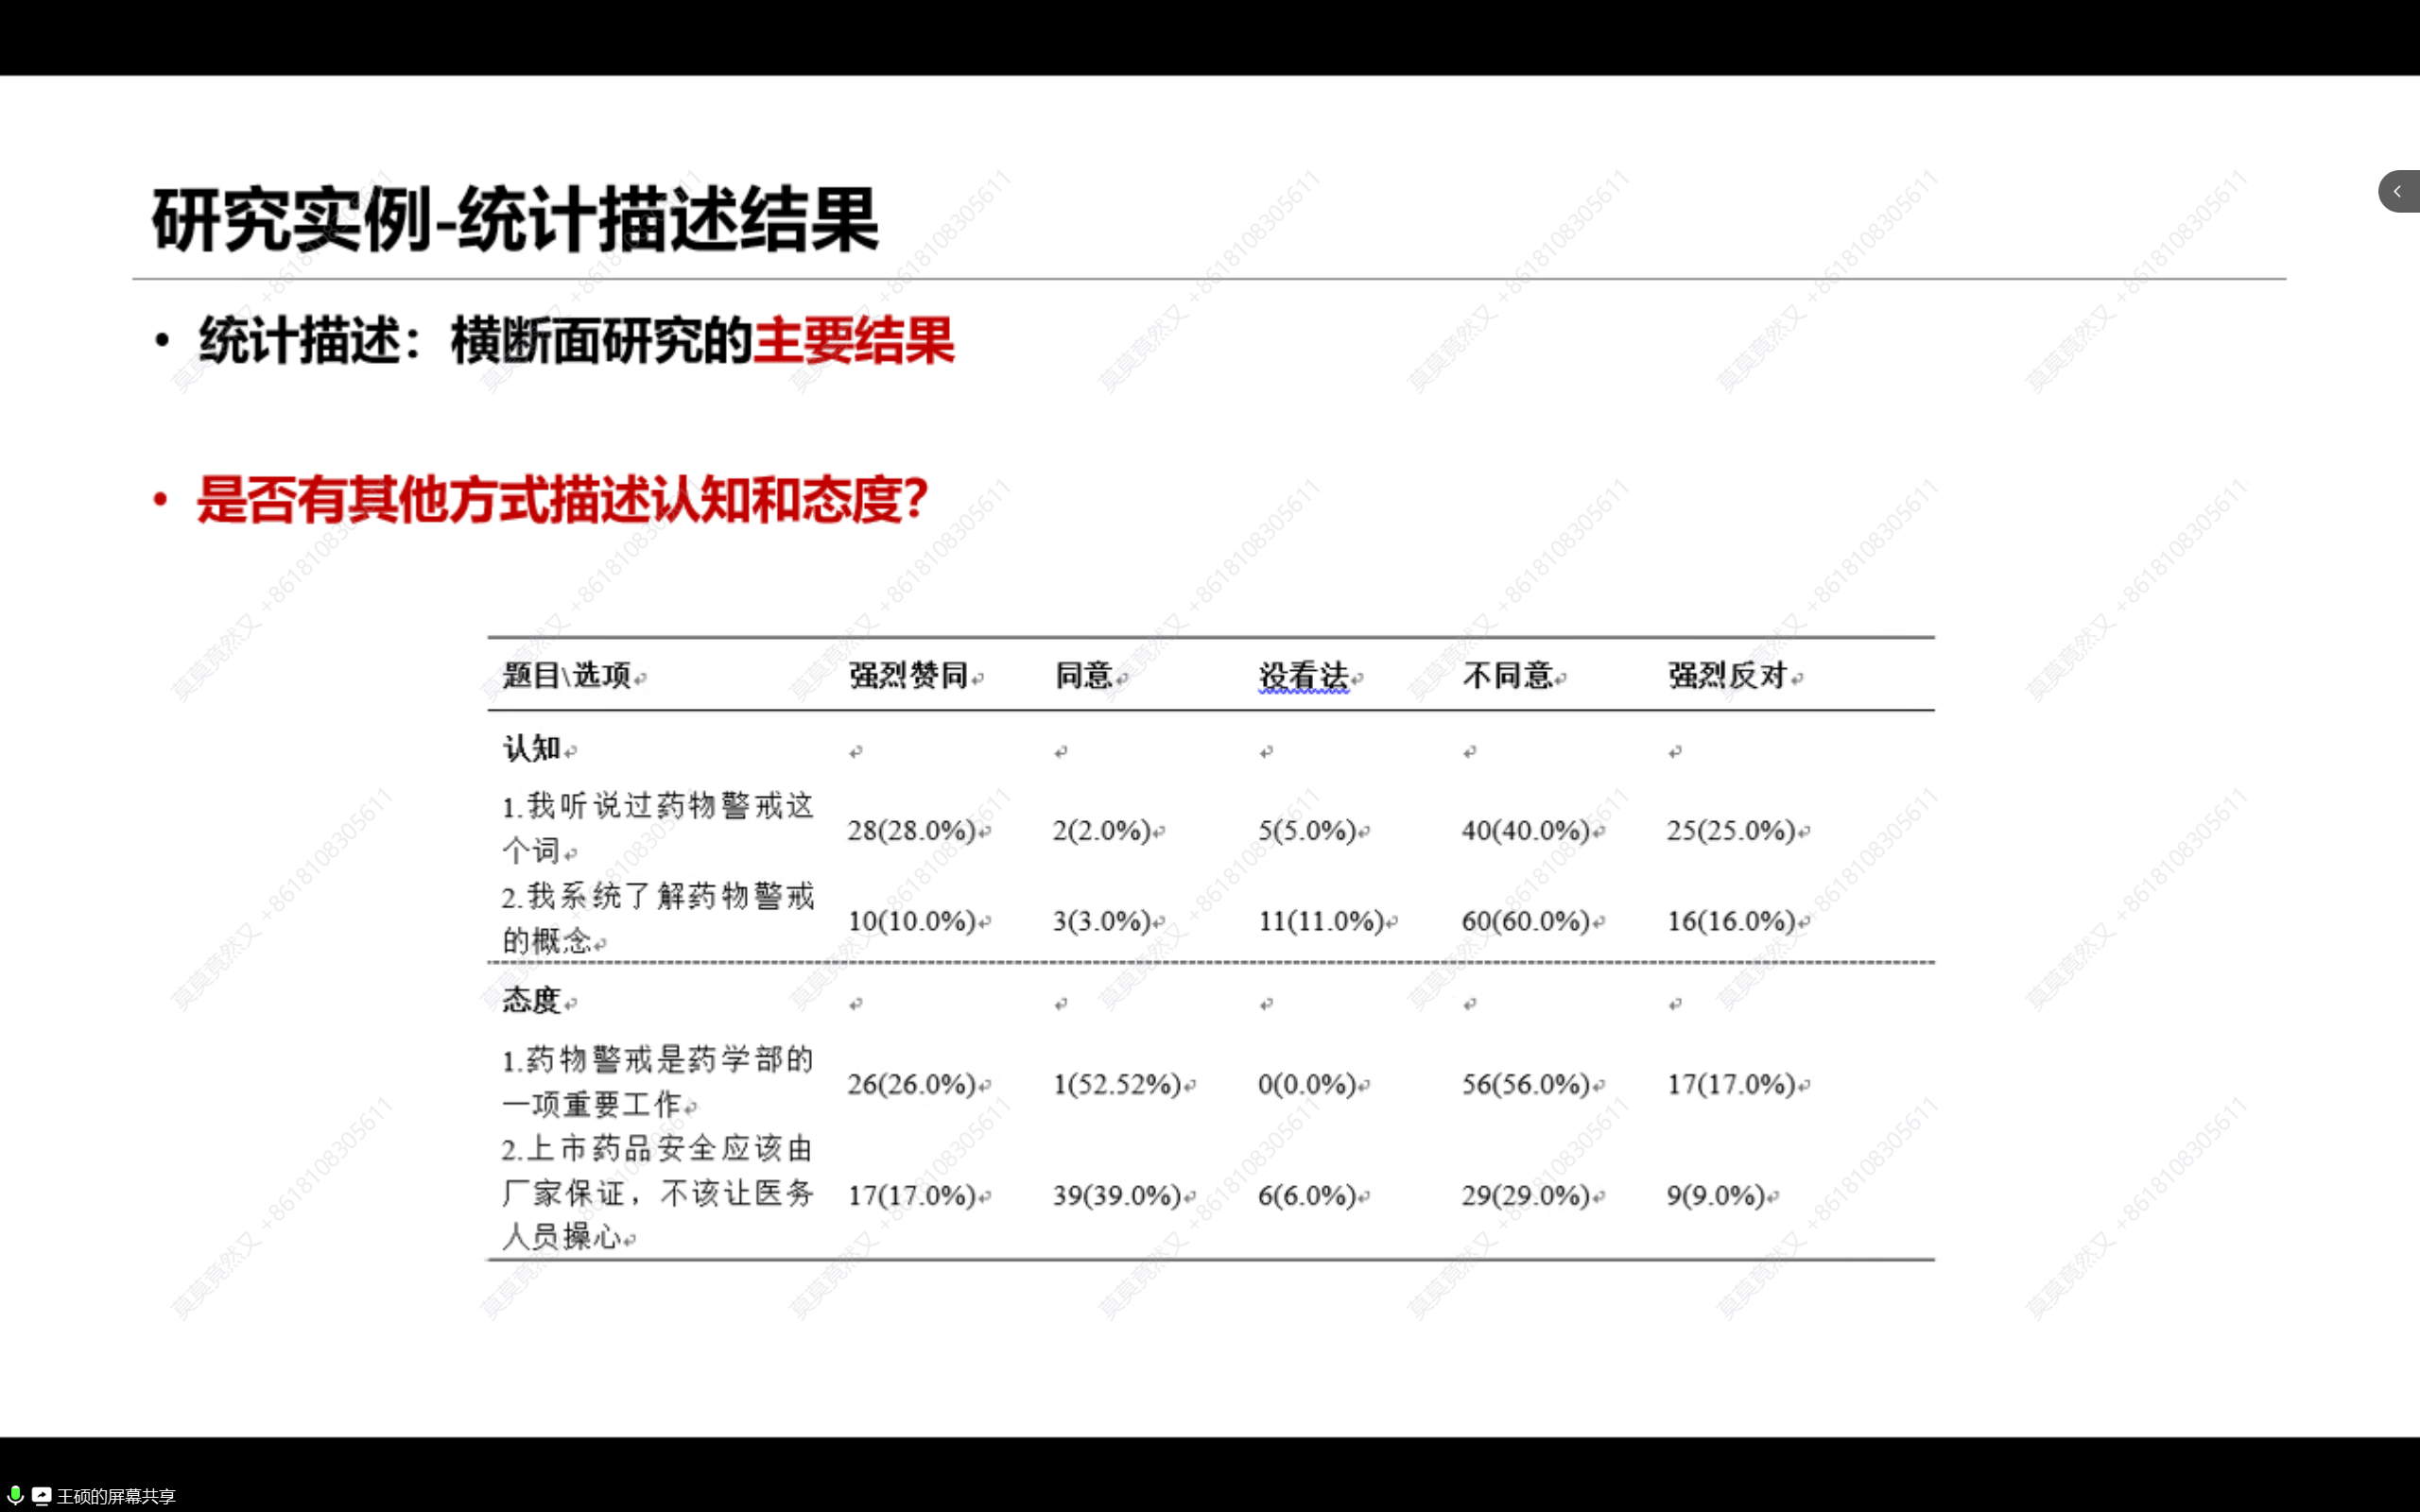 研究实例-统计描述结果
• 统计描述：横断面研究的主要结果
• 是否有其他方式描述认知和态度?
题目\选项 强烈赞同 同意 没看法 不同意 强烈反对
认知
1.我听说过药物警戒这
个词
28(28.0%) 2(2.0%) 5(5.0%) 40(40.0%) 25(25.0%)
2.我系统了解药物警戒
的概念
10(10.0%) 3(3.0%) 11(11.0%) 60(60.0%) 16(16.0%)
态度
1.药物警戒是药学部的
一项重要工作
26(26.0%) 1(52.52%) 0(0.0%) 56(56.0%) 17(17.0%)
2.上市药品安全应该由
厂家保证，不该让医务
人员操心
17(17.0%) 39(39.0%) 6(6.0%) 29(29.0%) 9(9.0%)
莫莫竟然又 +8618108305611
王硕的屏幕共享